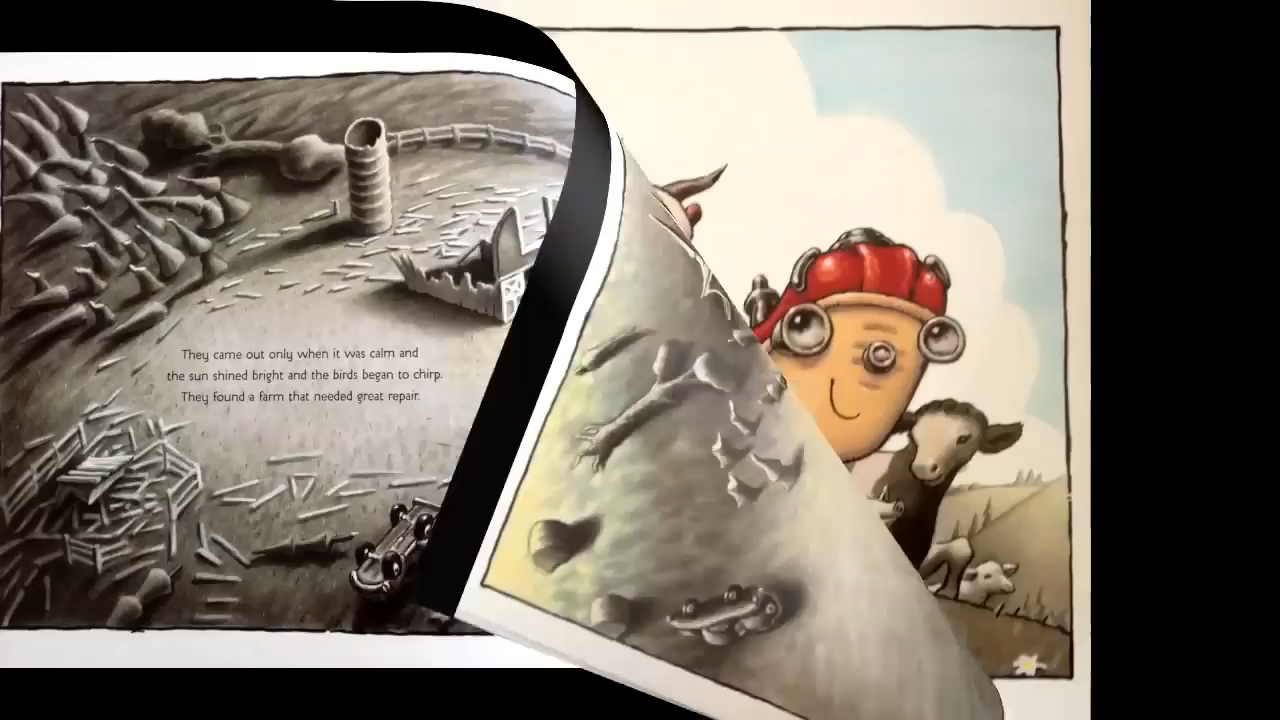 They came out only when it was calm and
the sun shined bright and the birds began to chirp.
They found a farm that needed great repair.